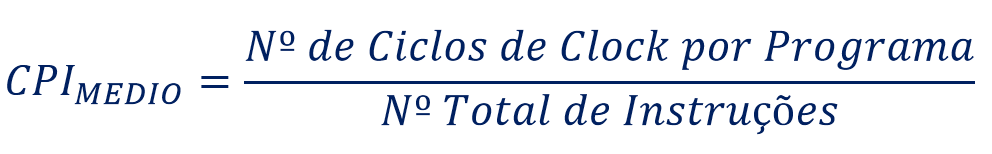 CPI_MEDIO = Nº de Ciclos de Clock por Programa
Nº Total de Instruções